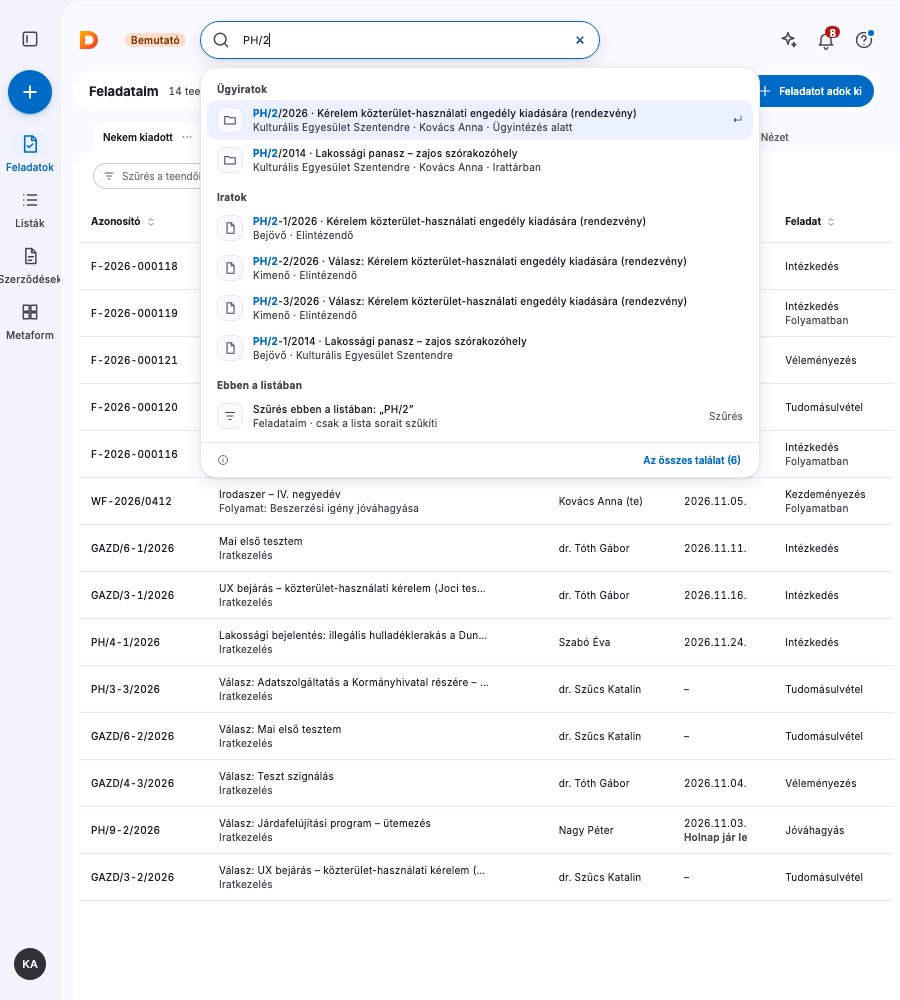 D
Bemutató
PH/2
8
Feladataim 14
Feladatot adok ki
Nekem kiadott ...
Nézet
Ügyiratok
PH/2/2026 · Kérelem közterület-használati engedély kiadására (rendezvény)
Kulturális Egyesület Szentendre · Kovács Anna · Ügyintézés alatt
PH/2/2014 · Lakossági panasz – zajos szórakozóhely
Kulturális Egyesület Szentendre · Kovács Anna · Irattárban
Iratok
PH/2-1/2026 · Kérelem közterület-használati engedély kiadására (rendezvény)
Bejövő · Elintézendő
PH/2-2/2026 · Válasz: Kérelem közterület-használati engedély kiadására (rendezvény)
Kimenő · Elintézendő
PH/2-3/2026 · Válasz: Kérelem közterület-használati engedély kiadására (rendezvény)
Kimenő · Elintézendő
PH/2-1/2014 · Lakossági panasz – zajos szórakozóhely
Bejövő · Kulturális Egyesület Szentendre
Ebben a listában
Szűrés ebben a listában: „PH/2”
Feladataim · csak a lista sorait szűkíti
Szűrés
Az összes találat (6)
Feladatok
Listák
Szerződések
Metaform
KA
Szűrés a
Azonosító
Feladat
F-2026-000118
Intézkedés
F-2026-000119
Intézkedés
Folyamatban
F-2026-000121
Véleményezés
F-2026-000120
Tudomásulvétel
F-2026-000116
Intézkedés
Folyamatban
WF-2026/0412
Irodaszer – IV. negyedév
Folyamat: Beszerzési igény jóváhagyása
Kovács Anna (te)
2026.11.05.
Kezdeményezés
Folyamatban
GAZD/6-1/2026
Mai első tesztem
Iratkezelés
dr. Tóth Gábor
2026.11.11.
Intézkedés
GAZD/3-1/2026
UX bejárás – közterület-használati kérelem (Joci tes...
Iratkezelés
dr. Tóth Gábor
2026.11.16.
Intézkedés
PH/4-1/2026
Lakossági bejelentés: illegális hulladéklerakás a Dun...
Iratkezelés
Szabó Éva
2026.11.24.
Intézkedés
PH/3-3/2026
Válasz: Adatszolgáltatás a Kormányhivatal részére – ...
Iratkezelés
dr. Szűcs Katalin
–
Tudomásulvétel
GAZD/6-2/2026
Válasz: Mai első tesztem
Iratkezelés
dr. Szűcs Katalin
–
Tudomásulvétel
GAZD/4-3/2026
Válasz: Teszt szignálás
Iratkezelés
dr. Tóth Gábor
2026.11.04.
Véleményezés
PH/9-2/2026
Válasz: Járdafelújítási program – ütemezés
Iratkezelés
Nagy Péter
2026.11.03.
Holnap jár le
Jóváhagyás
GAZD/3-2/2026
Válasz: UX bejárás – közterület-használati kérelem (...
Iratkezelés
dr. Szűcs Katalin
–
Tudomásulvétel